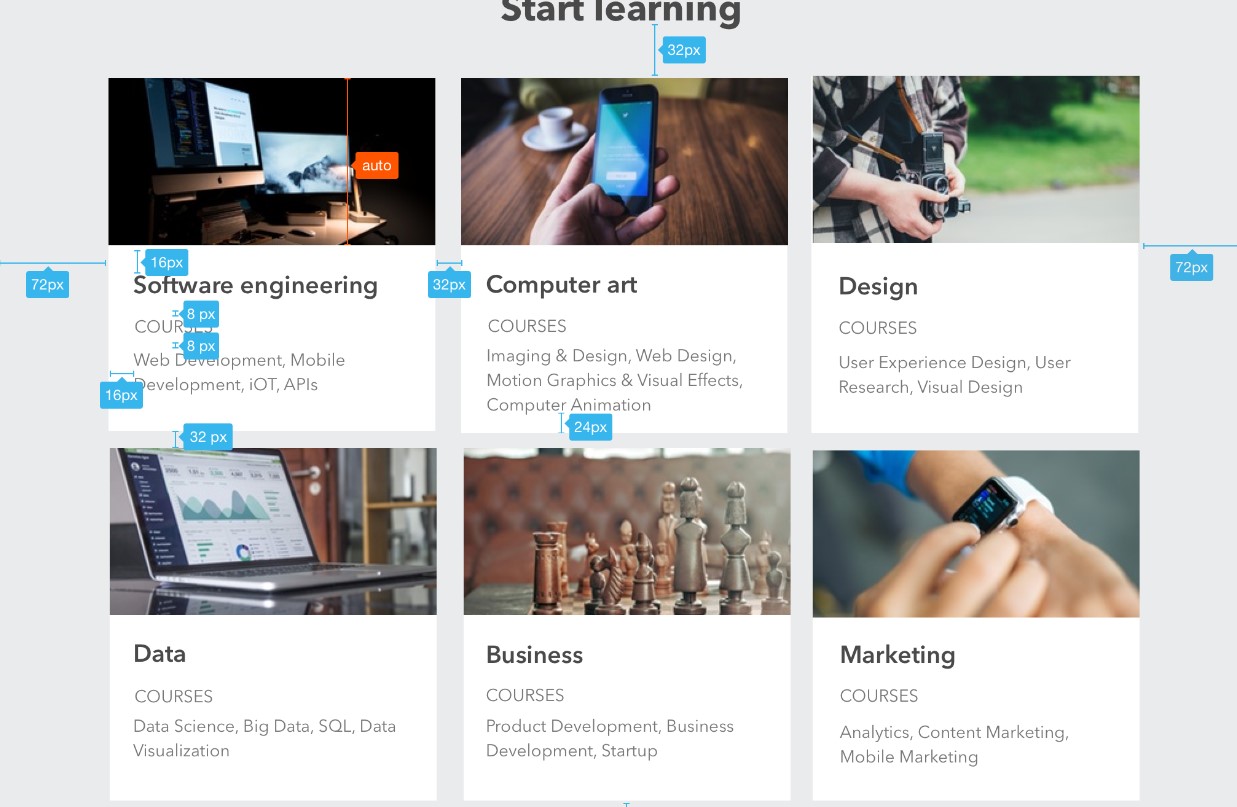 Start learning
32px
auto
16px
72px
32px
72px
Software engineering
8 px
COURSES
8 px
Web Development, Mobile
Development, iOT, APIs
16px
32 px
Computer art
COURSES
Imaging & Design, Web Design,
Motion Graphics & Visual Effects,
Computer Animation
24px
Design
COURSES
User Experience Design, User
Research, Visual Design
Data
COURSES
Data Science, Big Data, SQL, Data
Visualization
Business
COURSES
Product Development, Business
Development, Startup
Marketing
COURSES
Analytics, Content Marketing,
Mobile Marketing